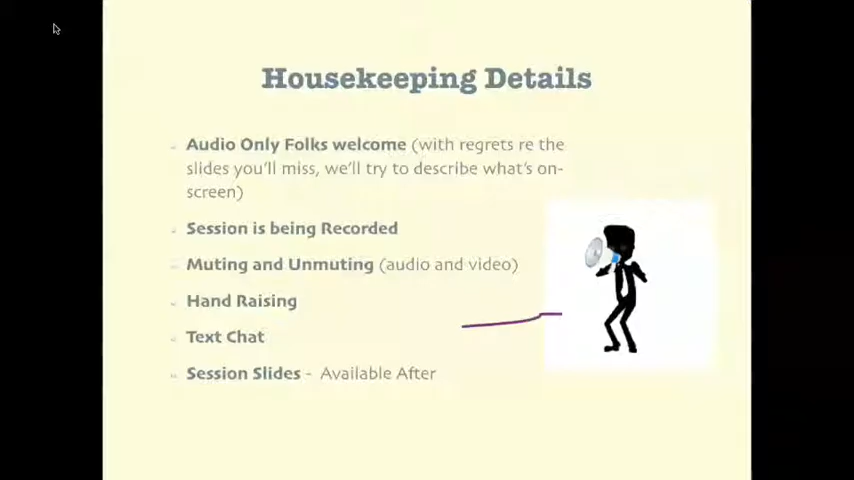 Housekeeping Details
Audio Only Folks welcome (with regrets re the
slides you'll miss, we'll try to describe what's on-
screen)
Session is being Recorded
Muting and Unmuting (audio and video)
Hand Raising
Text Chat
Session Slides - Available After